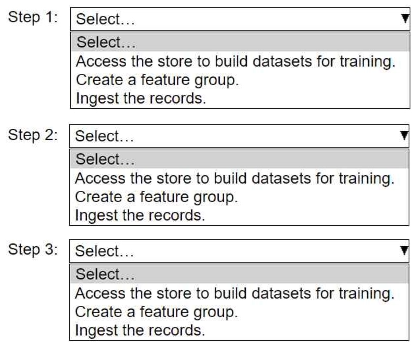 Step 1: Select...
Select...
Access the store to build datasets for training.
Create a feature group.
Ingest the records.
Step 2: Select...
Select...
Access the store to build datasets for training.
Create a feature group.
Ingest the records.
Step 3: Select...
Select...
Access the store to build datasets for training.
Create a feature group.
Ingest the records.